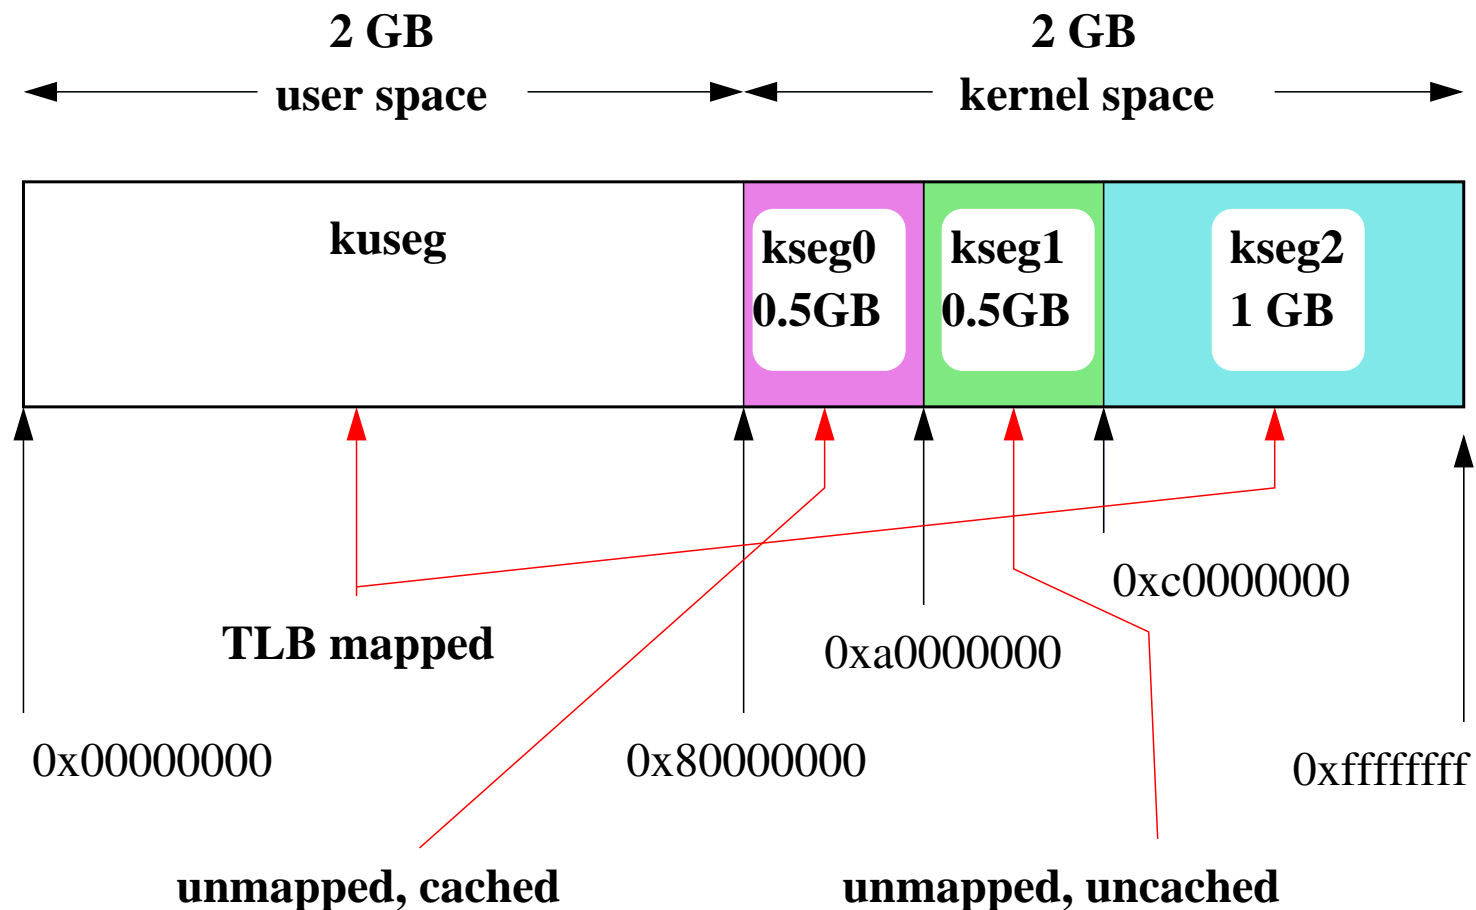 2 GB
2 GB
user space
kernel space
kuseg
kseg0
0.5GB
kseg1
0.5GB
kseg2
1 GB
0xc0000000
TLB mapped
0xa0000000
0x00000000
0x80000000
0xffffffff
unmapped, cached
unmapped, uncached